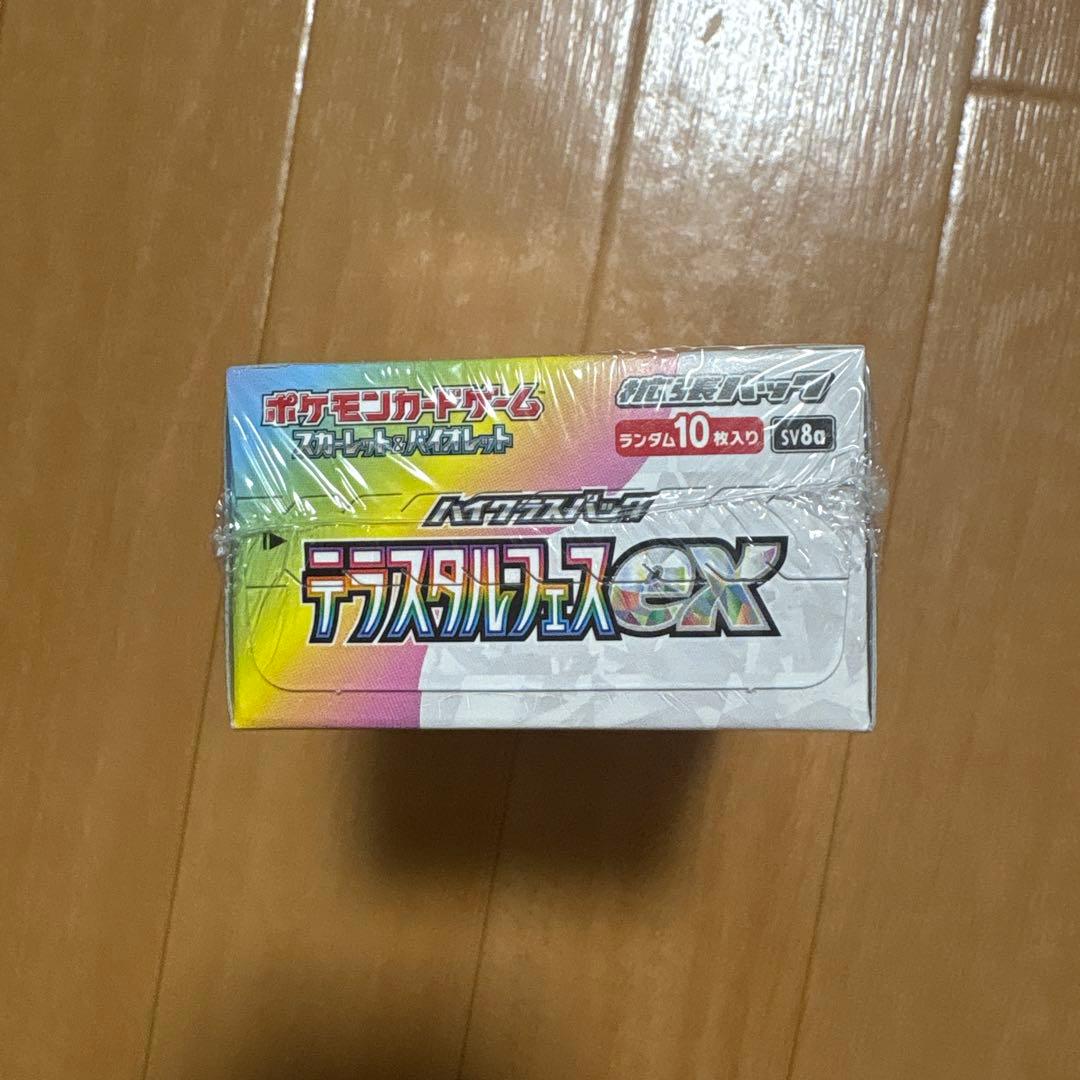 ポケモンカードゲーム
スカーレット&バイオレット
拡張パック
ランダム10枚入り
SV8a
ハイクラスパック
テラスタルフェスex